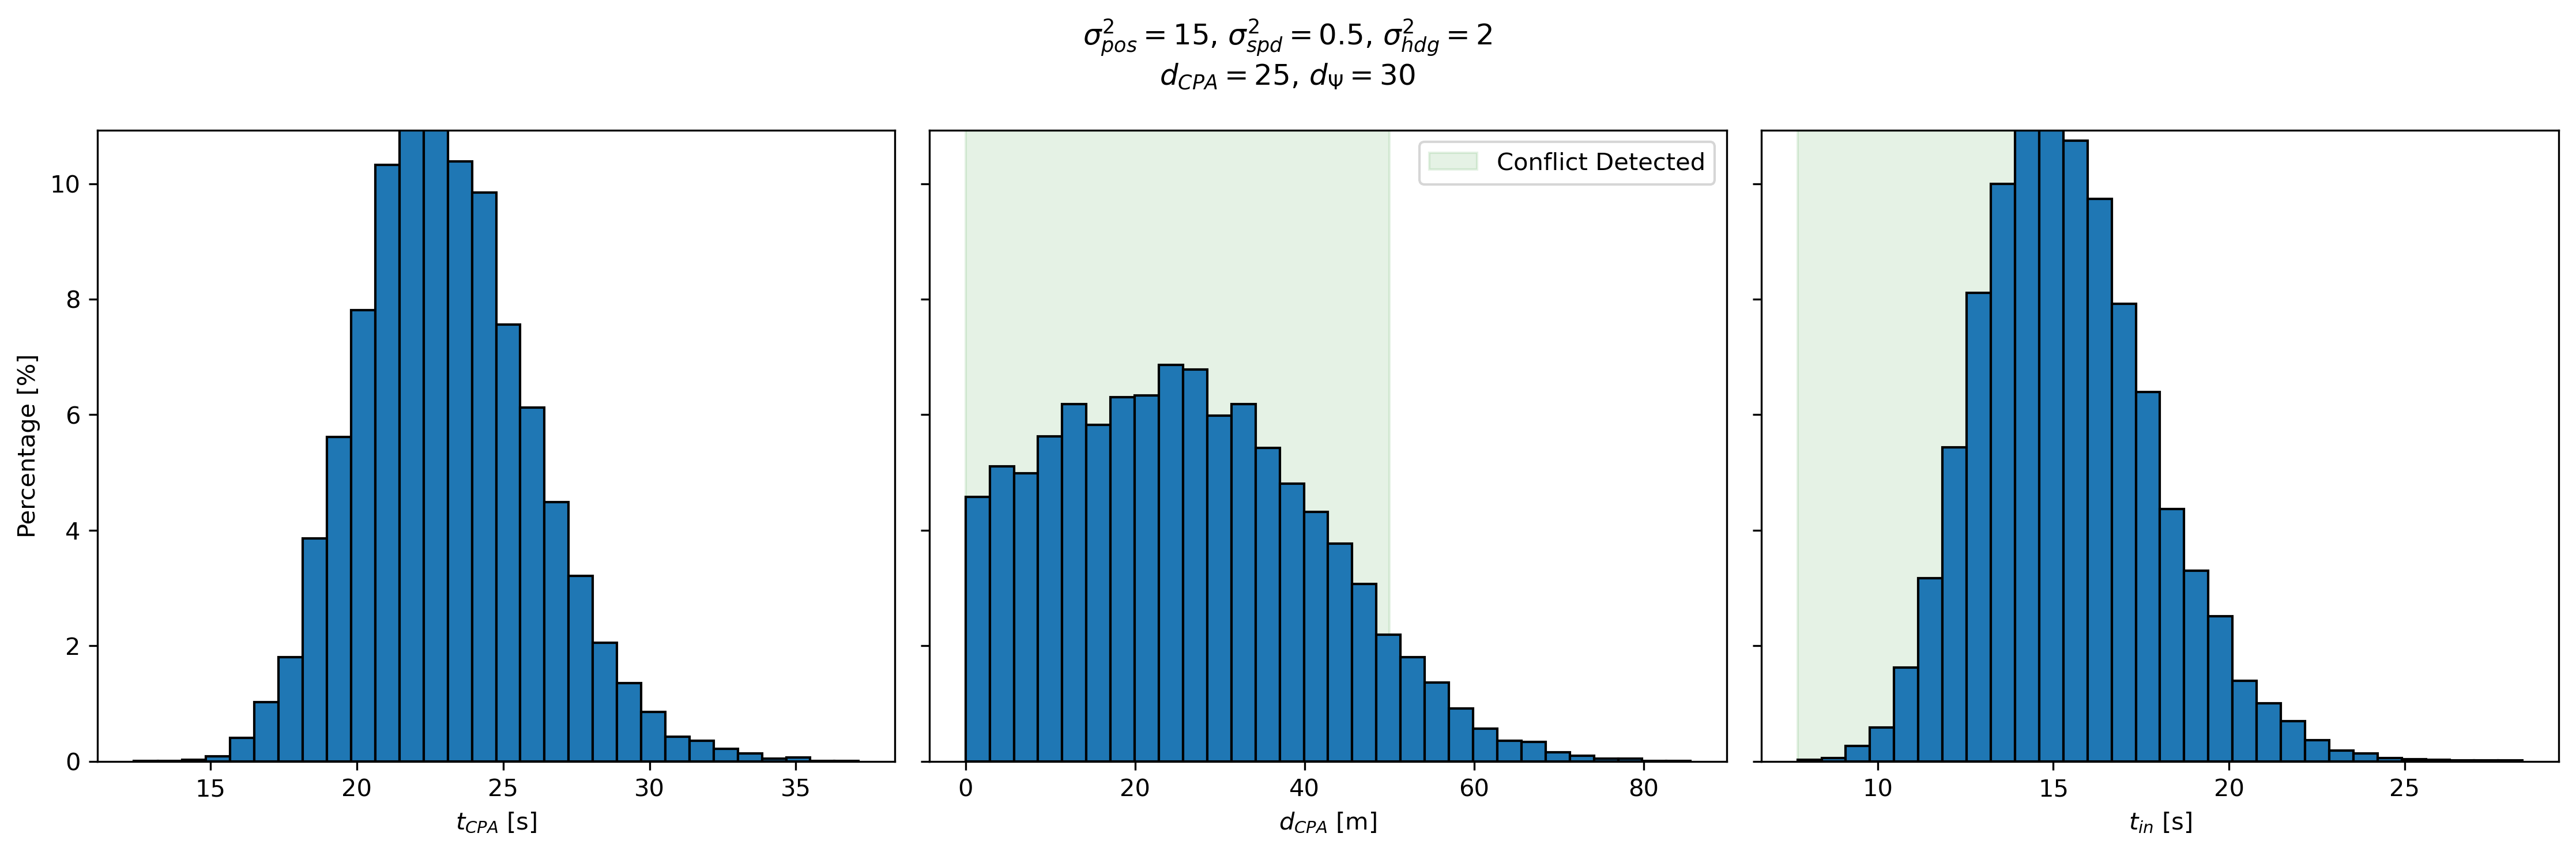 σ²pos = 15, σ²spd = 0.5, σ²hdg = 2
dCPA = 25, dΨ = 30
Percentage [%]
10
8
6
4
2
0
15 20 25 30 35
tCPA [s]
Conflict Detected
0 20 40 60 80
dCPA [m]
10 15 20 25
tin [s]